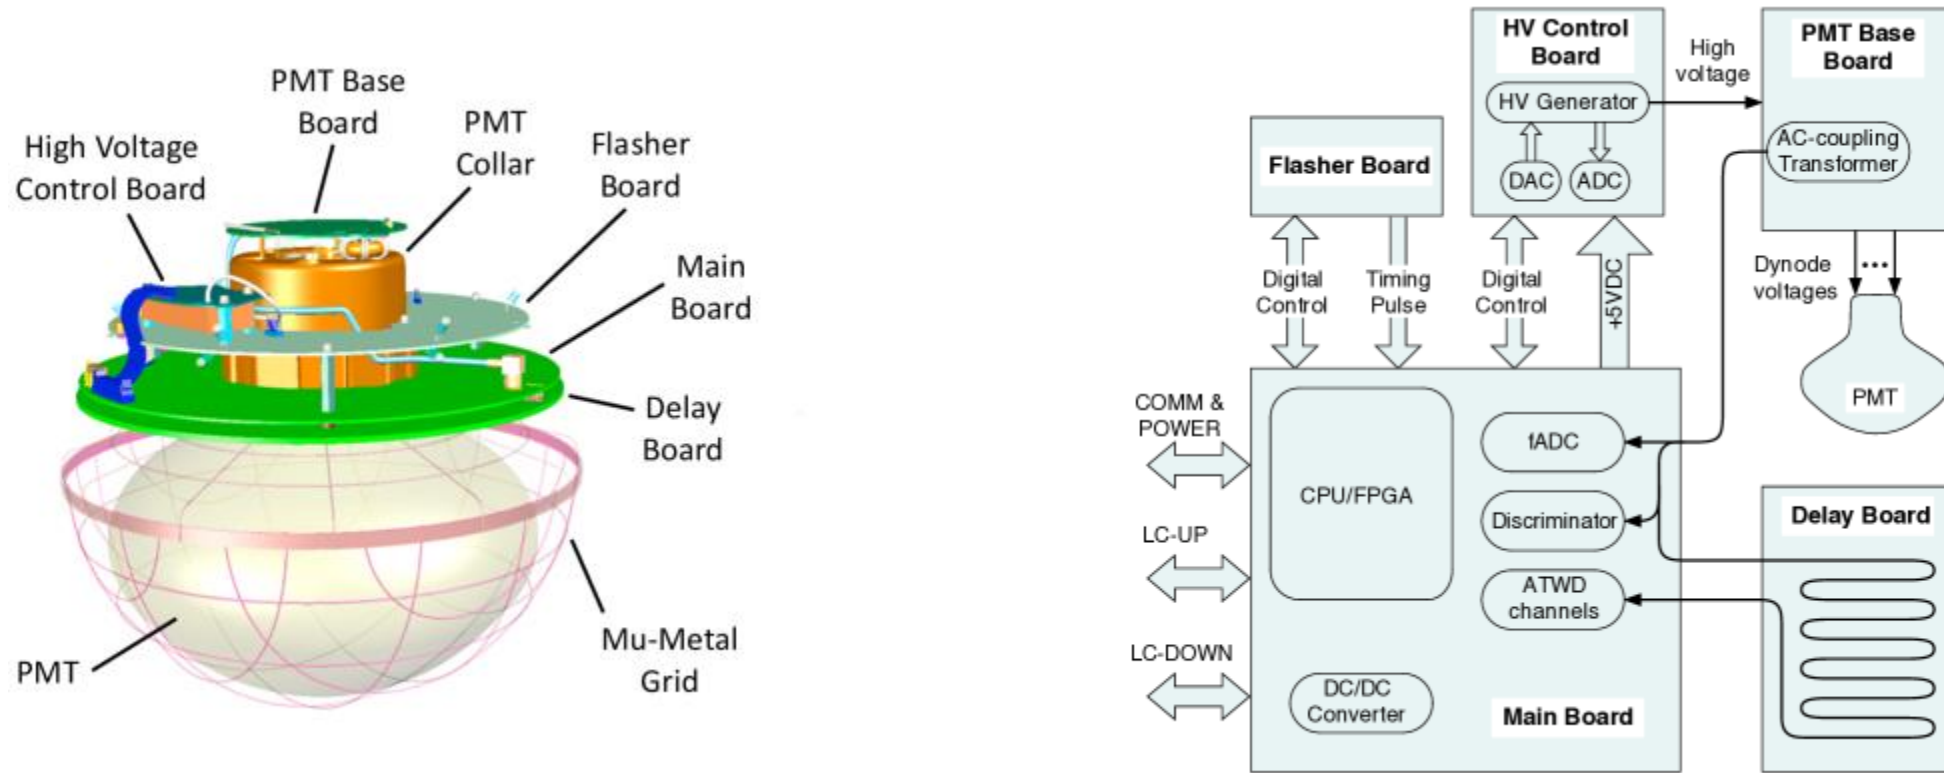 PMT Base
Board
PMT
Collar
Flasher
Board
High Voltage
Control Board
Main
Board
Delay
Board
Mu-Metal
Grid
PMT
HV Control
Board
HV Generator
DAC
ADC
High
voltage
PMT Base
Board
AC-coupling
Transformer
Flasher Board
Digital
Control
Timing
Pulse
Digital
Control
+5VDC
Dynode
voltages
PMT
COMM &
POWER
LC-UP
LC-DOWN
CPU/FPGA
fADC
Discriminator
ATWD
channels
DC/DC
Converter
Main Board
Delay Board